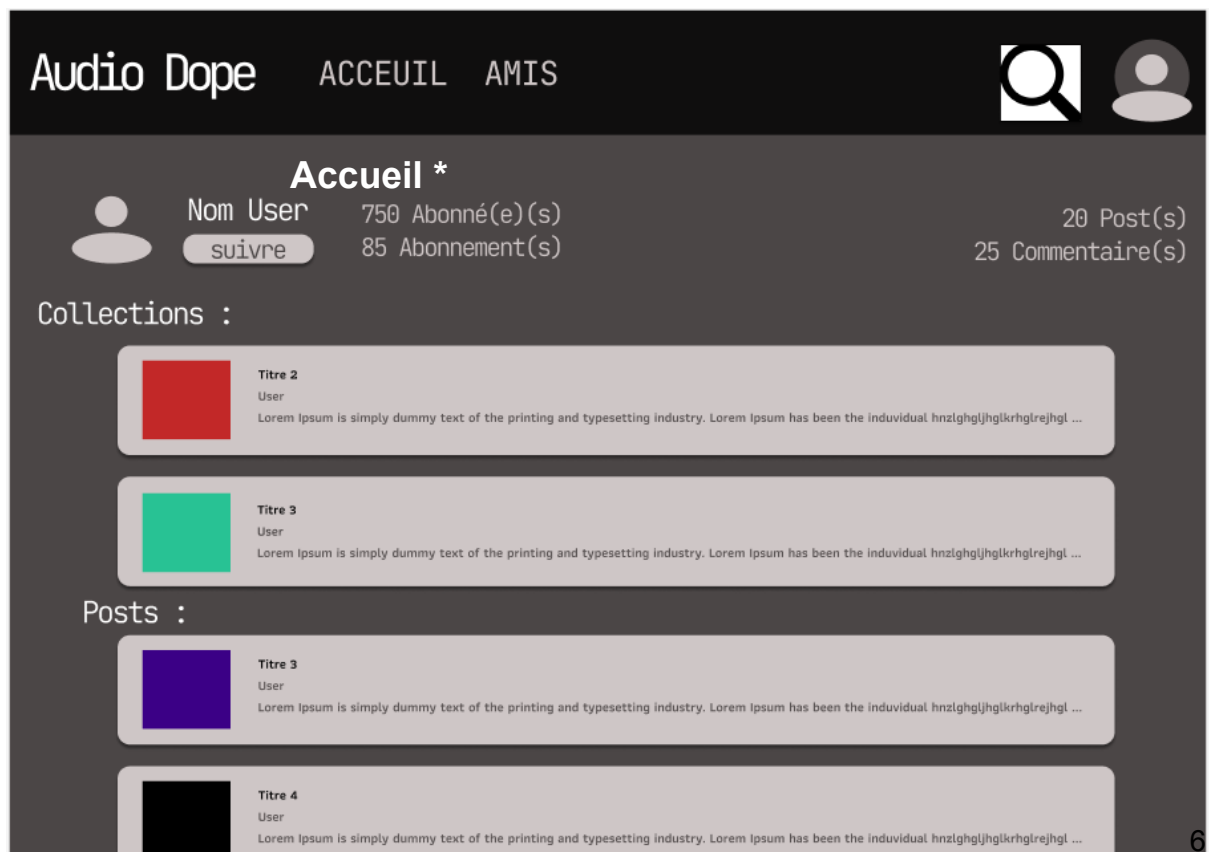 Audio Dope ACCEUIL AMIS
Accueil *
Nom User 750 Abonné(e)(s) 20 Post(s)
suivre 85 Abonnement(s) 25 Commentaire(s)
Collections :
Titre 2
User
Lorem Ipsum is simply dummy text of the printing and typesetting industry. Lorem Ipsum has been the induvidual hnzlghgljhglkrhglrejhgl ...
Titre 3
User
Lorem Ipsum is simply dummy text of the printing and typesetting industry. Lorem Ipsum has been the induvidual hnzlghgljhglkrhglrejhgl ...
Posts :
Titre 3
User
Lorem Ipsum is simply dummy text of the printing and typesetting industry. Lorem Ipsum has been the induvidual hnzlghgljhglkrhglrejhgl ...
Titre 4
User
Lorem Ipsum is simply dummy text of the printing and typesetting industry. Lorem Ipsum has been the induvidual hnzlghgljhglkrhglrejhgl ...
6